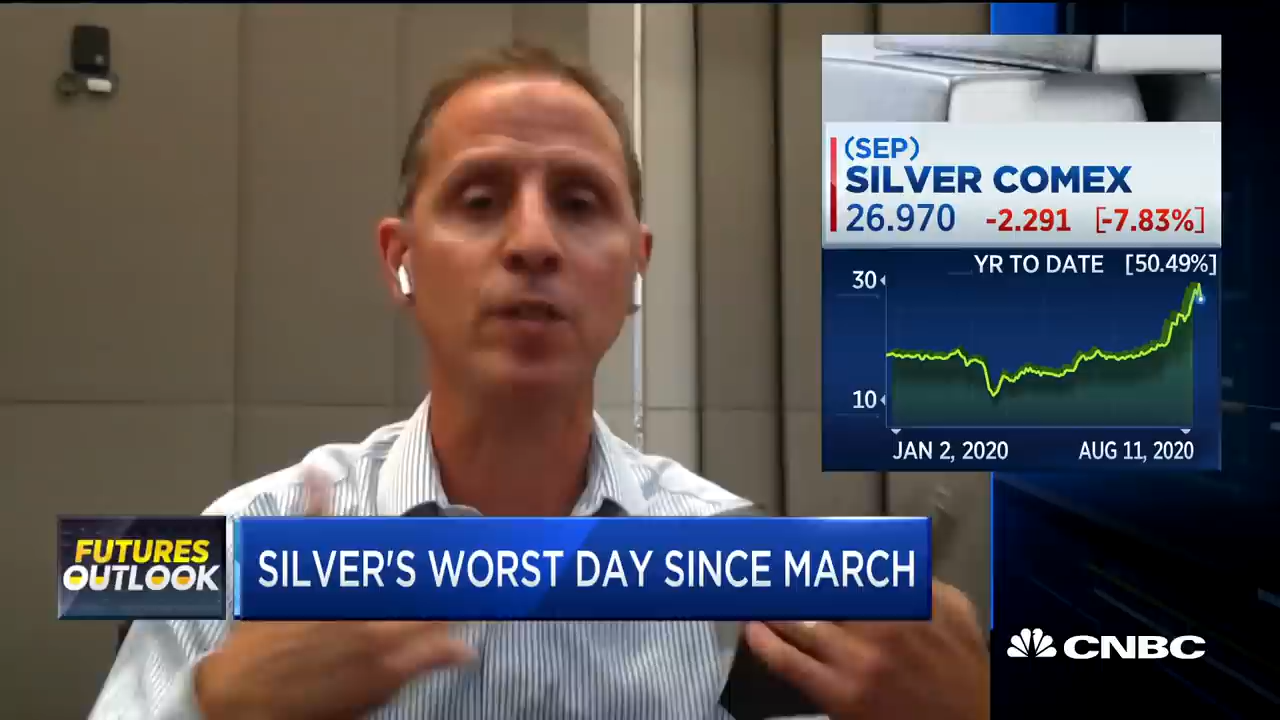 (SEP)
SILVER COMEX
26.970 -2.291 [-7.83%]
YR TO DATE [50.49%]
30
10
JAN 2, 2020 AUG 11, 2020
FUTURES
OUTLOOK
SILVER'S WORST DAY SINCE MARCH
CNBC